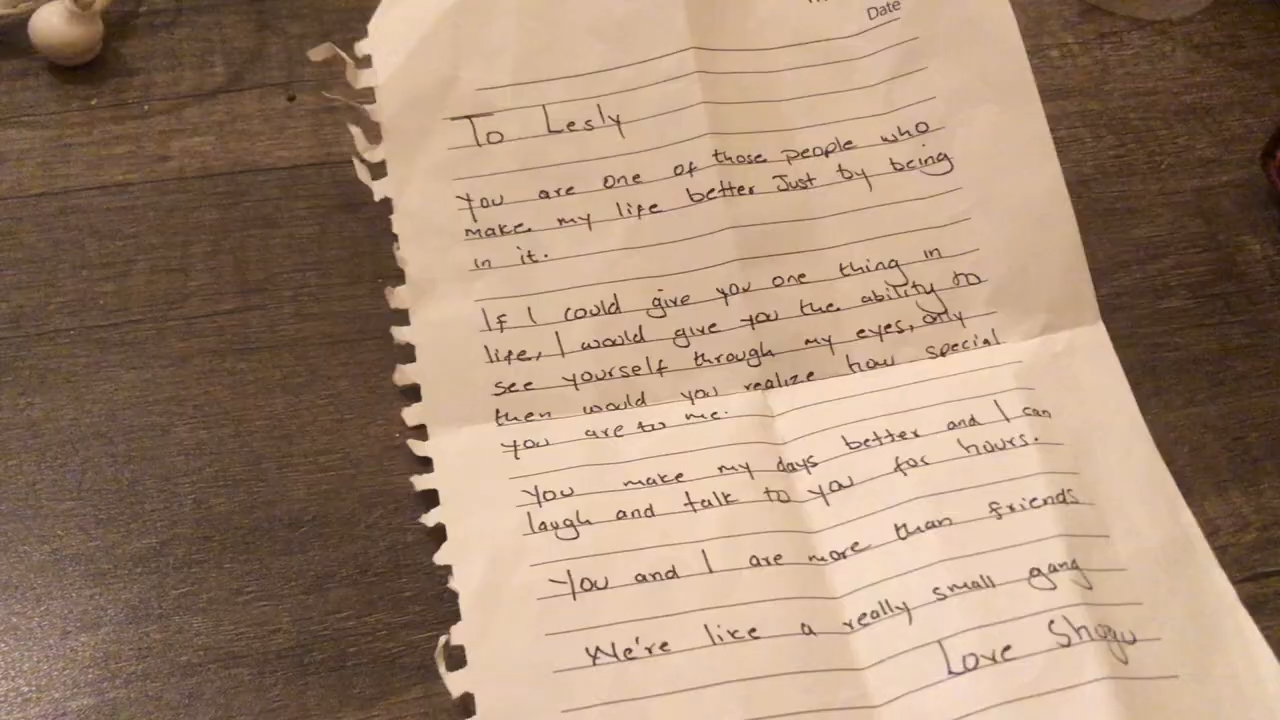 Date
To Lesly
You are one of those people who
make my life better Just by being
in it.
If I could give you one thing in
life, I would give you the ability to
see yourself through my eyes, only
then would you realize how special
you are to me.
You make my days better and I can
laugh and talk to you for hours.
You and I are more than friends
We're like a really small gang
Love Shogu